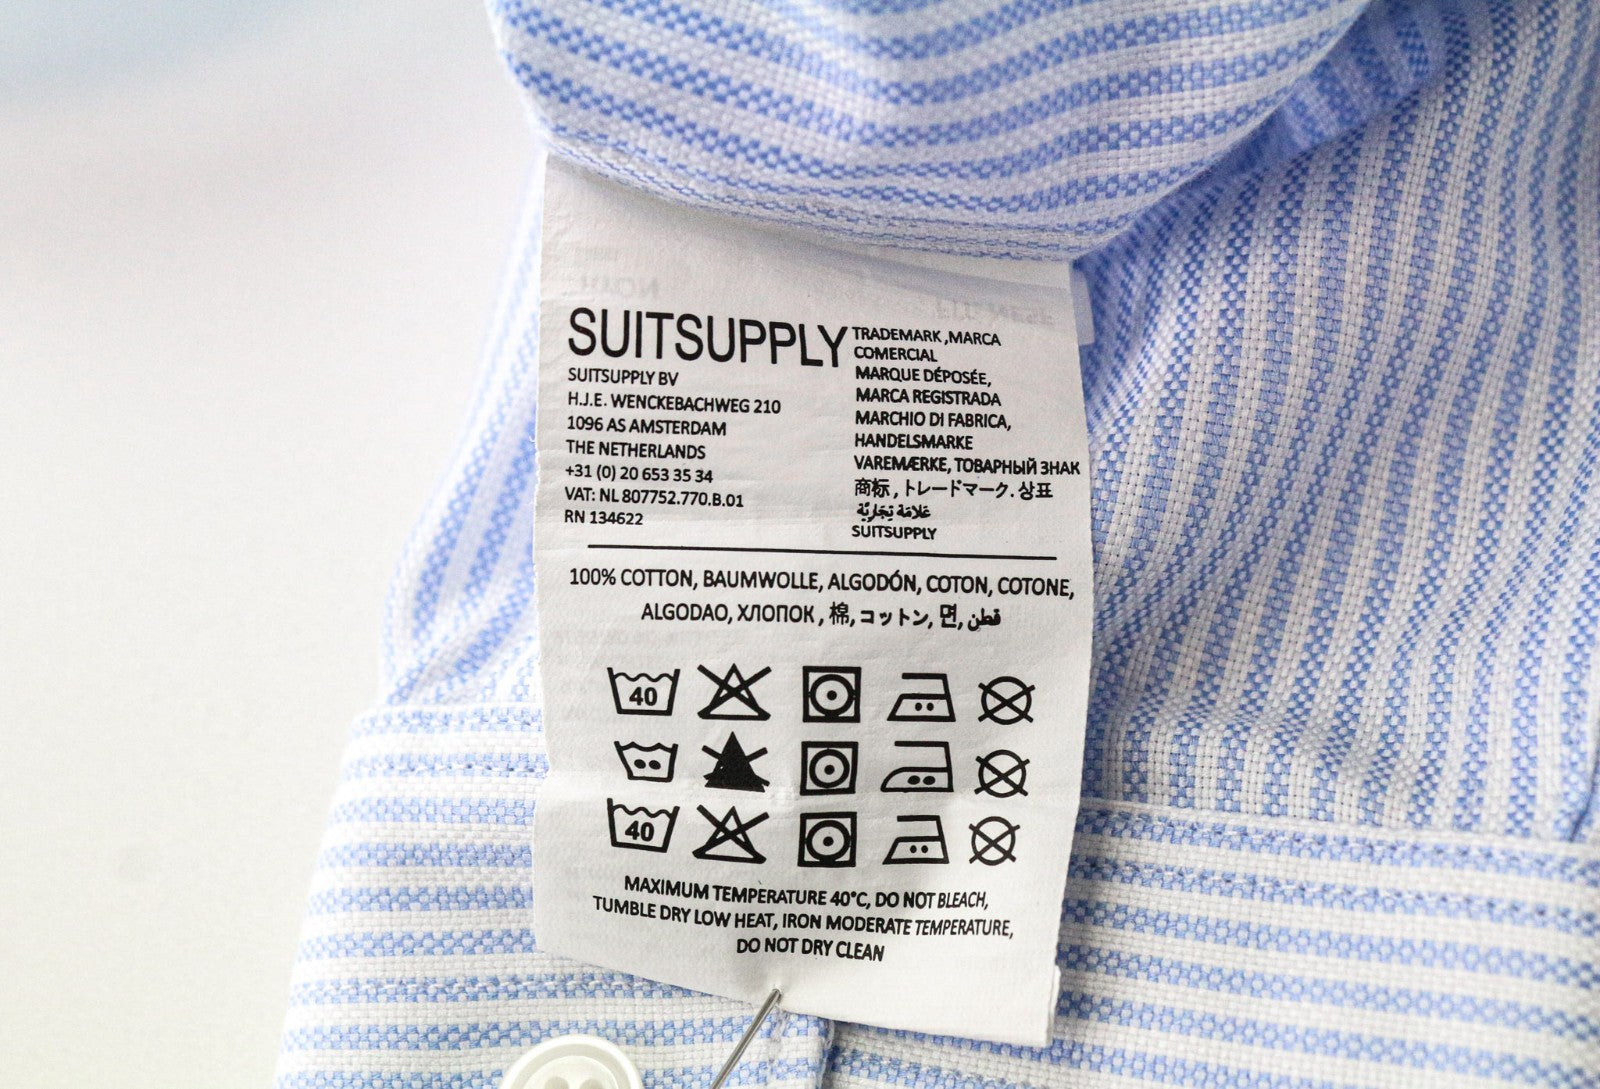 SUITSUPPLY
SUITSUPPLY BV
H.J.E. WENCKEBACHWEG 210
1096 AS AMSTERDAM
THE NETHERLANDS
+31 (0) 20 653 35 34
VAT: NL 807752.770.B.01
RN 134622
TRADEMARK ,MARCA
COMERCIAL
MARQUE DÉPOSÉE,
MARCA REGISTRADA
MARCHIO DI FABRICA,
HANDELSMARKE
VAREMÆRKE, ТОВАРНЫЙ ЗНАК
商标 , トレードマーク. 상표
عَلامَة تِجَارِيَّة
SUITSUPPLY
100% COTTON, BAUMWOLLE, ALGODÓN, COTON, COTONE,
ALGODAO, ХЛОПОК , 棉, コットン, 면, قطن
40
40
MAXIMUM TEMPERATURE 40°C, DO NOT BLEACH,
TUMBLE DRY LOW HEAT, IRON MODERATE TEMPERATURE,
DO NOT DRY CLEAN